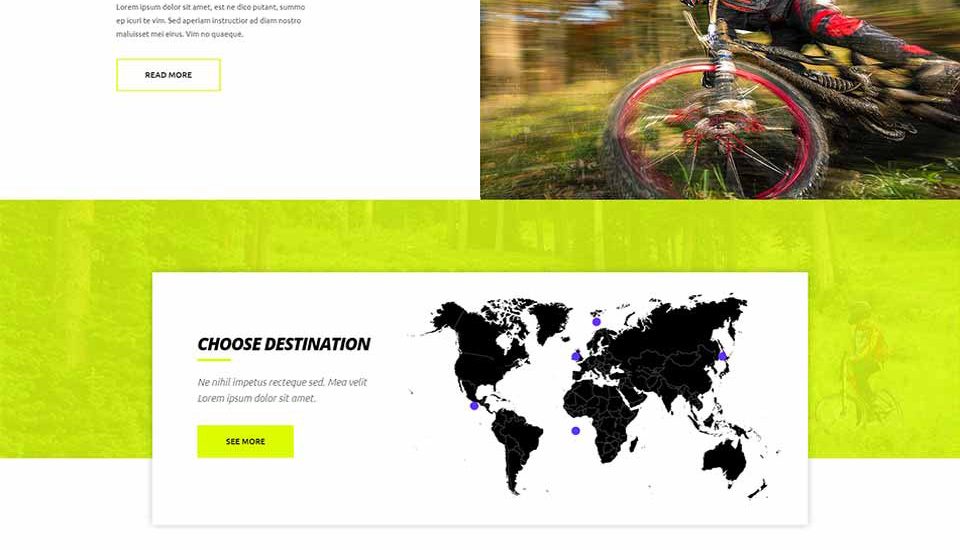 Lorem ipsum dolor sit amet, est ne dico putant, summo
ep icuri te vim. Sed aperiam instructior ad diam nostro
maluisset mei eirus. Vim no quaeque.
READ MORE
CHOOSE DESTINATION
Ne nihil impetus recteque sed. Mea velit
Lorem ipsum dolor sit amet.
SEE MORE